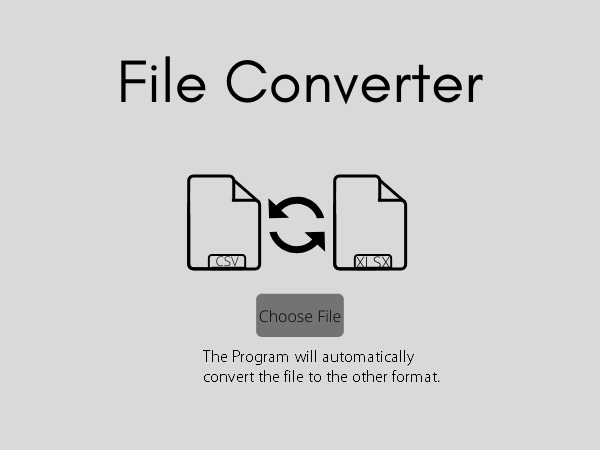 File Converter
CSV
XLSX
Choose File
The Program will automatically
convert the file to the other format.